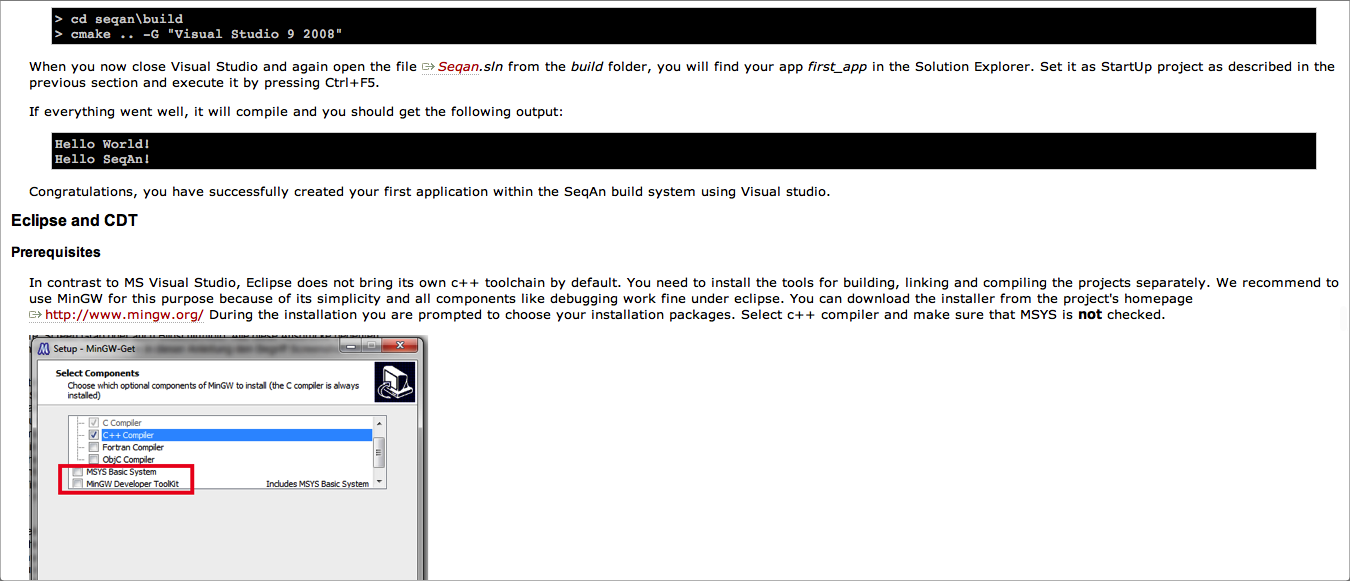 > cd seqan\build
> cmake .. -G "Visual Studio 9 2008"
When you now close Visual Studio and again open the file Seqan.sln from the build folder, you will find your app first_app in the Solution Explorer. Set it as StartUp project as described in the
previous section and execute it by pressing Ctrl+F5.
If everything went well, it will compile and you should get the following output:
Hello World!
Hello SeqAn!
Congratulations, you have successfully created your first application within the SeqAn build system using Visual studio.
Eclipse and CDT
Prerequisites
In contrast to MS Visual Studio, Eclipse does not bring its own c++ toolchain by default. You need to install the tools for building, linking and compiling the projects separately. We recommend to
use MinGW for this purpose because of its simplicity and all components like debugging work fine under eclipse. You can download the installer from the project's homepage
http://www.mingw.org/ During the installation you are prompted to choose your installation packages. Select c++ compiler and make sure that MSYS is not checked.
Setup - MinGW-Get
Select Components
Choose which optional components of MinGW to install (the C compiler is always
installed)
C Compiler
C++ Compiler
Fortran Compiler
ObjC Compiler
MSYS Basic System
MinGW Developer ToolKit Includes MSYS Basic System